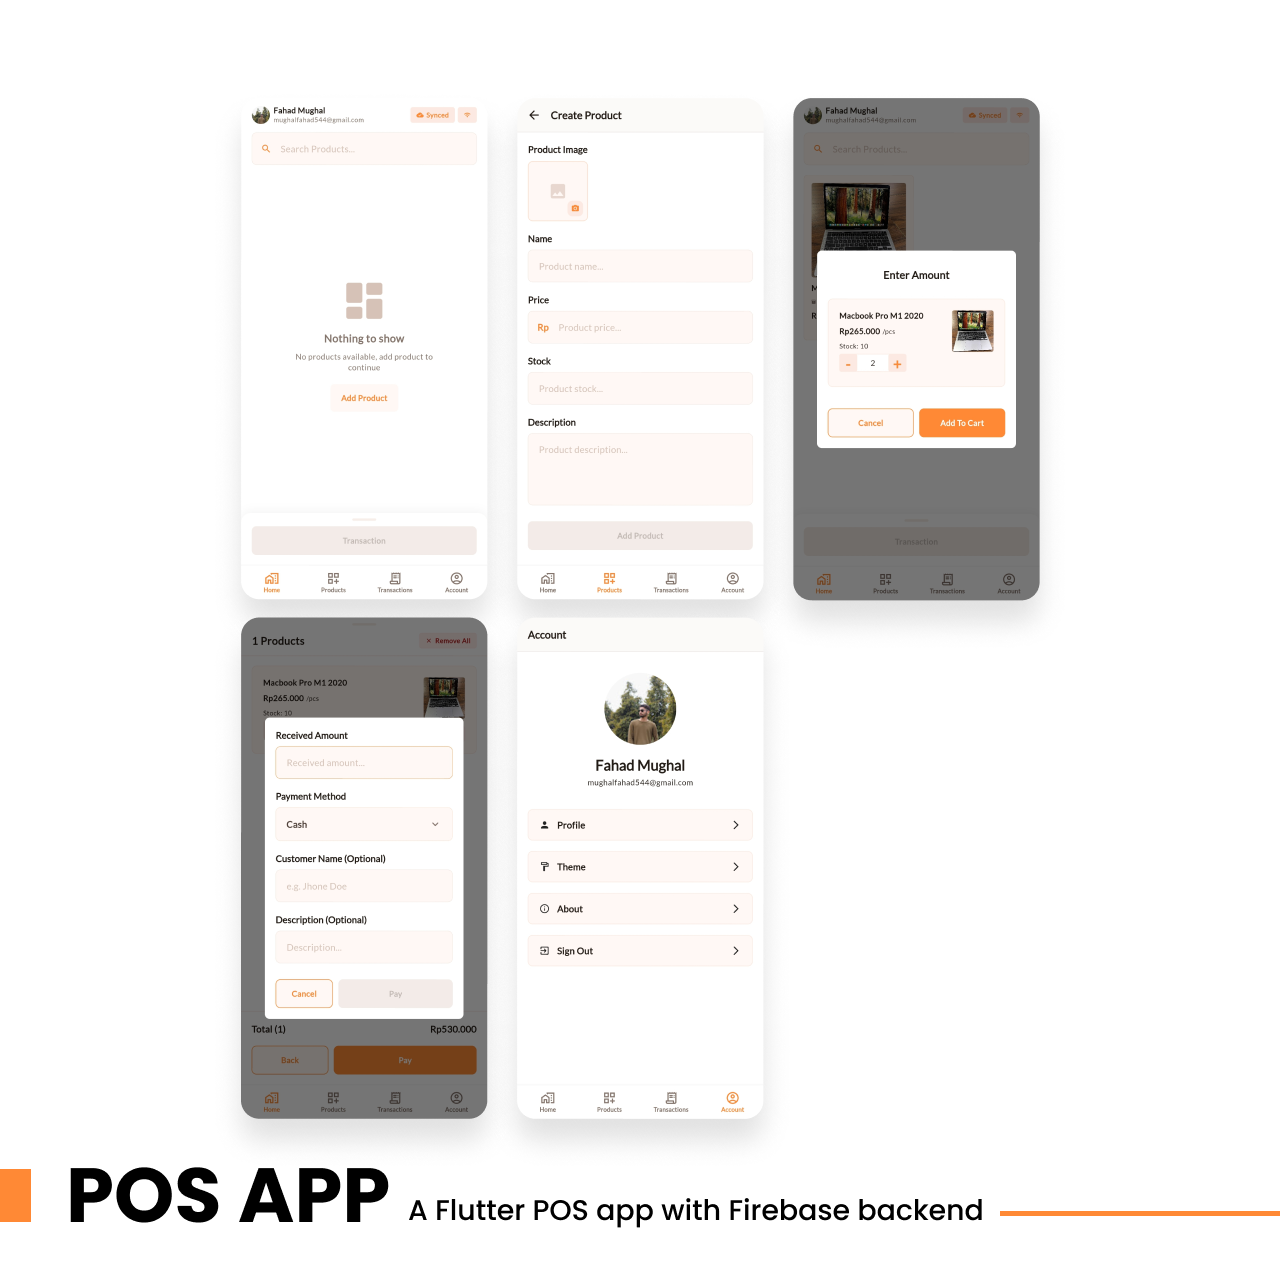 Fahad Mughal
mughalfahad544@gmail.com
Synced
Search Products...
Nothing to show
No products available, add product to
continue
Add Product
Transaction
Home
Products
Transactions
Account
Create Product
Product Image
Name
Product name...
Price
Rp
Product price...
Stock
Product stock...
Description
Product description...
Add Product
Home
Products
Transactions
Account
Fahad Mughal
mughalfahad544@gmail.com
Synced
Search Products...
Enter Amount
Macbook Pro M1 2020
Rp265.000 /pcs
Stock: 10
- 2 +
Cancel
Add To Cart
Transaction
Home
Products
Transactions
Account
1 Products
Remove All
Macbook Pro M1 2020
Rp265.000 /pcs
Stock: 10
Received Amount
Received amount...
Payment Method
Cash
Customer Name (Optional)
e.g. Jhone Doe
Description (Optional)
Description...
Cancel
Pay
Total (1)
Rp530.000
Back
Pay
Home
Products
Transactions
Account
Account
Fahad Mughal
mughalfahad544@gmail.com
Profile
Theme
About
Sign Out
Home
Products
Transactions
Account
POS APP
A Flutter POS app with Firebase backend